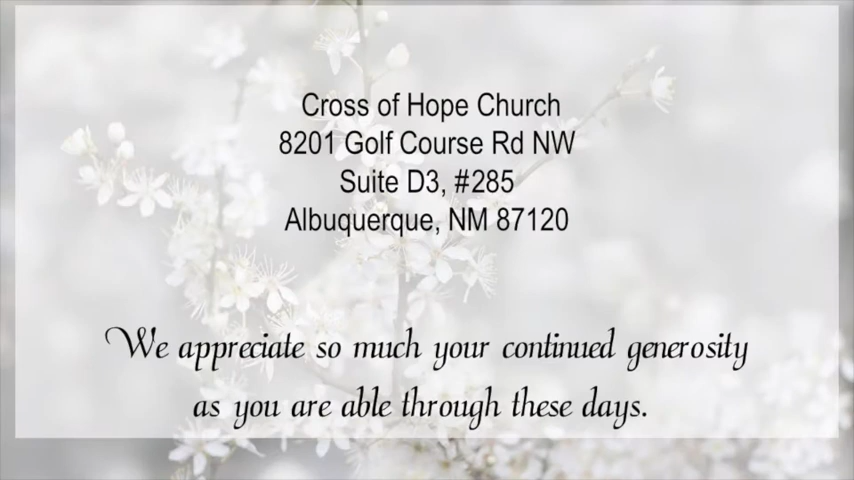 Cross of Hope Church
8201 Golf Course Rd NW
Suite D3, #285
Albuquerque, NM 87120
We appreciate so much your continued generosity
as you are able through these days.